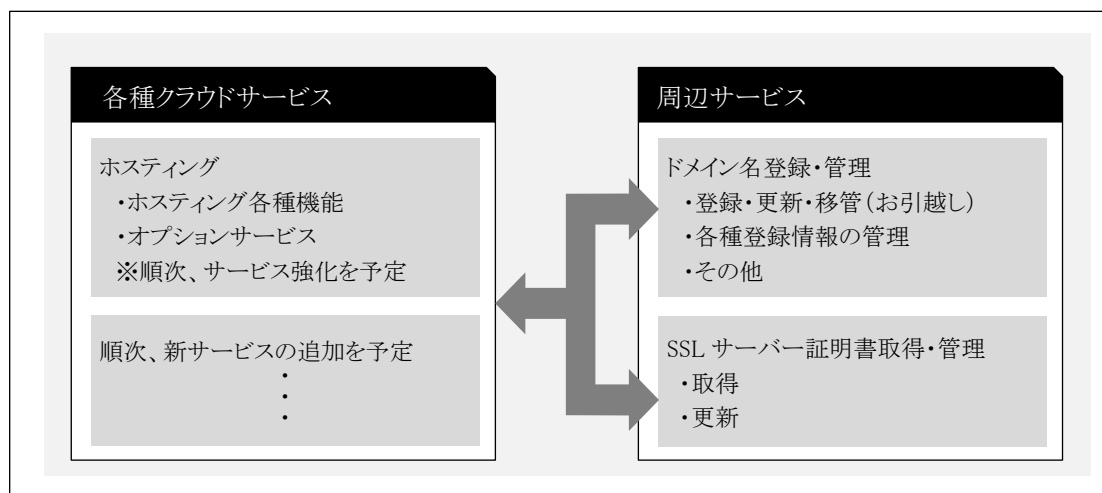 各種クラウドサービス
ホスティング
・ホスティング各種機能
・オプションサービス
※順次、サービス強化を予定
順次、新サービスの追加を予定
・
・
・
周辺サービス
ドメイン名登録・管理
・登録・更新・移管(お引越し)
・各種登録情報の管理
・その他
SSL サーバー証明書取得・管理
・取得
・更新